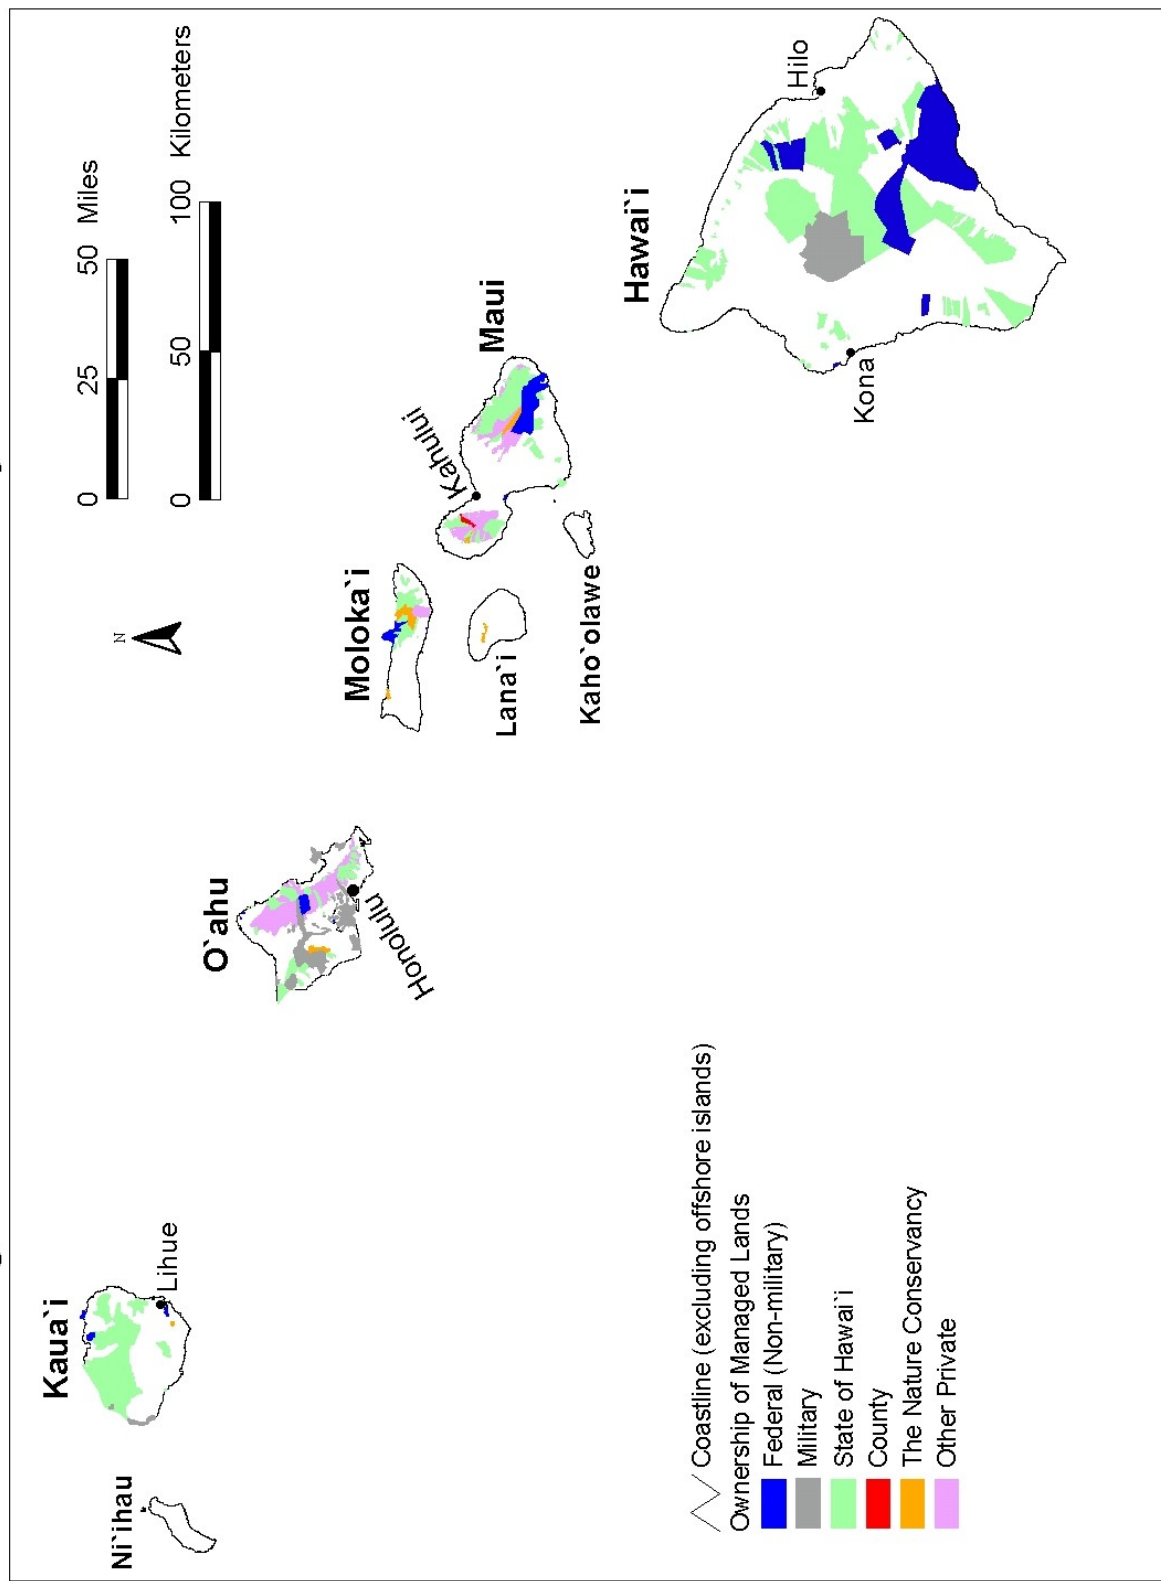 Ni`ihau
Kaua`i
Lihue
O`ahu
Honolulu
N
0 25 50 Miles
0 50 100 Kilometers
Moloka`i
Lana`i
Kaho`olawe
Kahului
Maui
Hawai`i
Hilo
Kona
Coastline (excluding offshore islands)
Ownership of Managed Lands
Federal (Non-military)
Military
State of Hawai`i
County
The Nature Conservancy
Other Private